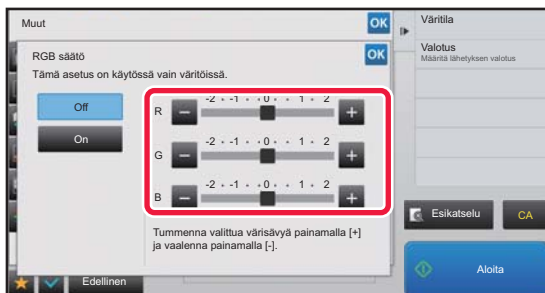 Muut
OK
RGB säätö
OK
Tämä asetus on käytössä vain väritöissä.
Off
On
R - -2 -1 0 1 2 +
G - -2 -1 0 1 2 +
B - -2 -1 0 1 2 +
Tummenna valittua värisävyä painamalla [+]
ja vaalenna painamalla [-].
Edellinen
Väritila
Valotus
Määritä lähetyksen valotus
Esikatselu
CA
Aloita